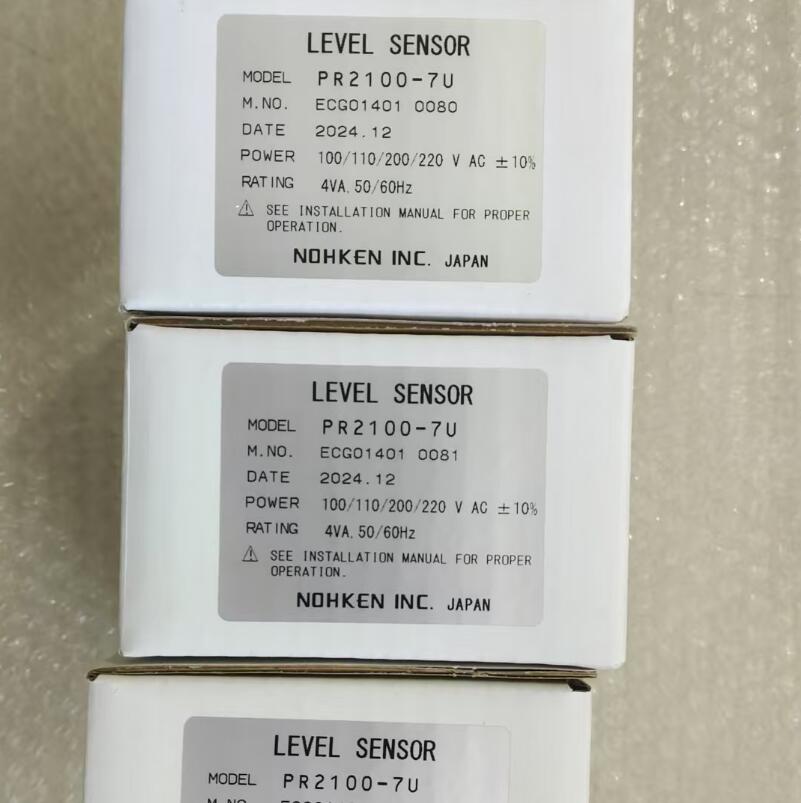 LEVEL SENSOR
MODEL PR2100-7U
M.NO. ECG01401 0080
DATE 2024.12
POWER 100/110/200/220 V AC ±10%
RATING 4VA. 50/60Hz
⚠ SEE INSTALLATION MANUAL FOR PROPER
OPERATION.
NOHKEN INC. JAPAN
LEVEL SENSOR
MODEL PR2100-7U
M.NO. ECG01401 0081
DATE 2024.12
POWER 100/110/200/220 V AC ±10%
RATING 4VA. 50/60Hz
⚠ SEE INSTALLATION MANUAL FOR PROPER
OPERATION.
NOHKEN INC. JAPAN
LEVEL SENSOR
MODEL PR2100-7U
M.NO.